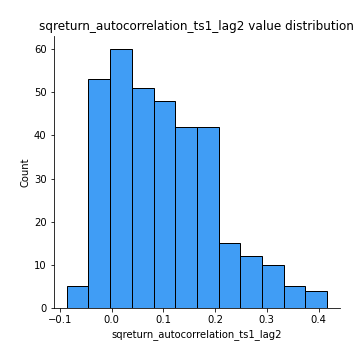 sqreturn_autocorrelation_ts1_lag2 value distribution
60
50
40
30
20
10
0
Count
−0.1 0.0 0.1 0.2 0.3 0.4
sqreturn_autocorrelation_ts1_lag2